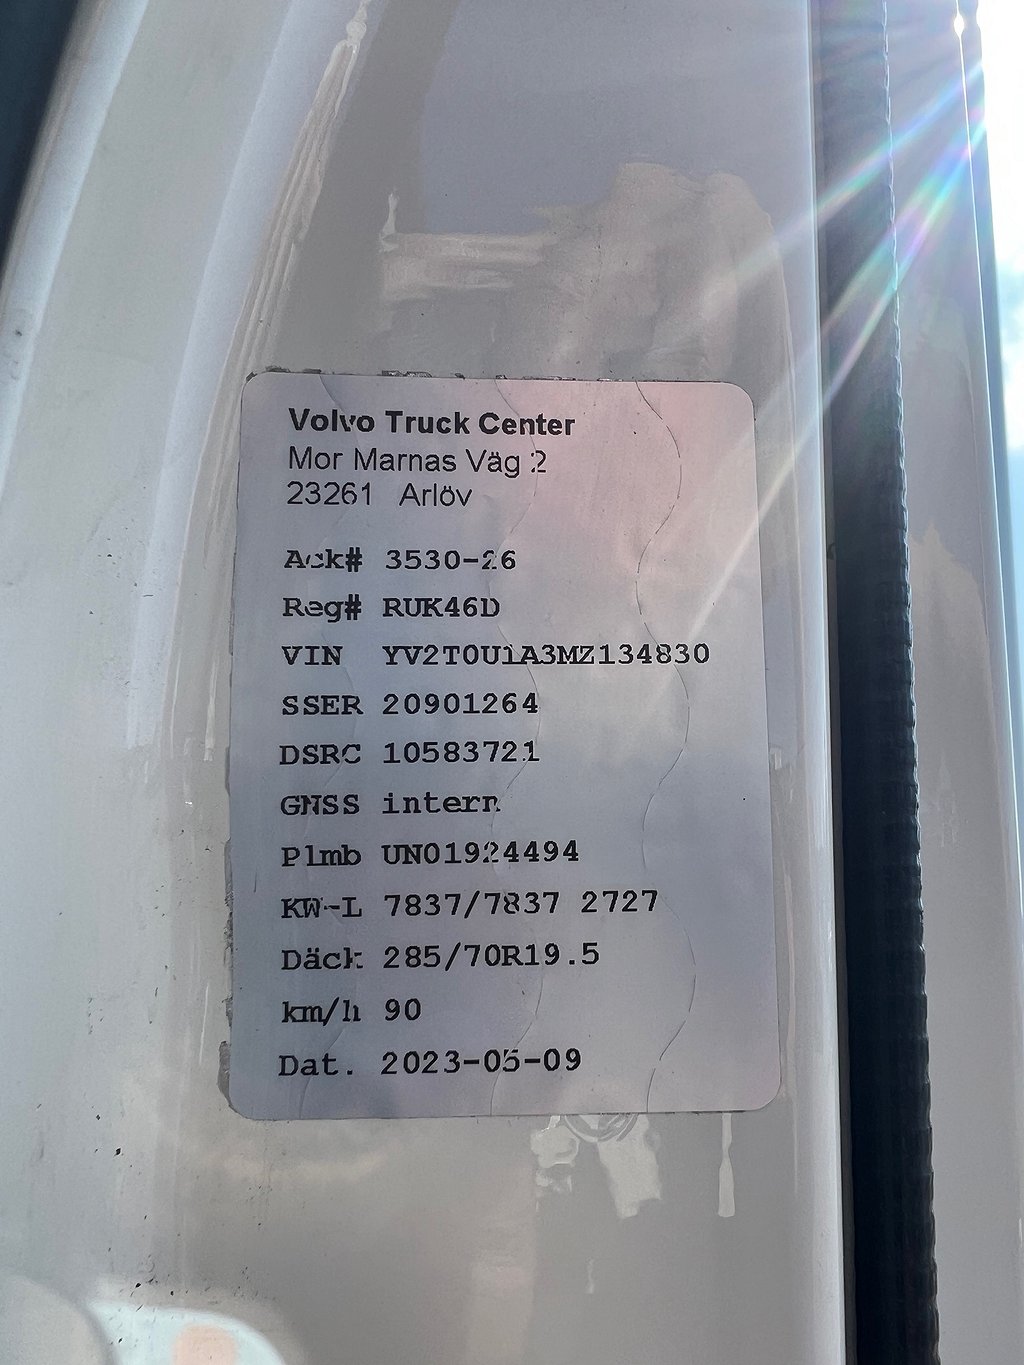 Volvo Truck Center
Mor Marnas Väg 2
23261 Arlöv
Ack# 3530-26
Reg# RUK46D
VIN YV2T0U1A3MZ134830
SSER 20901264
DSRC 10583721
GNSS intern
Plmb UN01924494
KW-L 7837/7837 2727
Däck 285/70R19.5
km/h 90
Dat. 2023-05-09